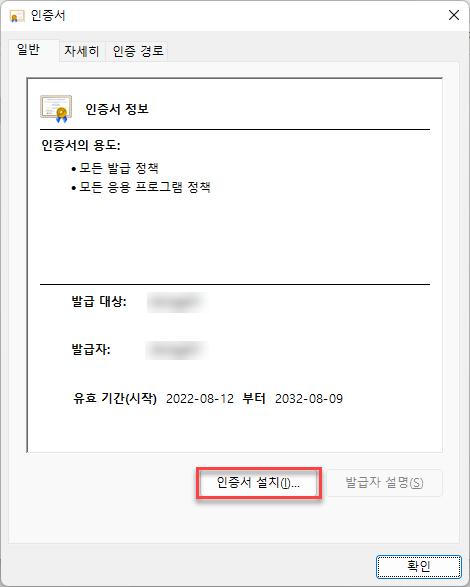 인증서
일반 자세히 인증 경로
인증서 정보
인증서의 용도:
• 모든 발급 정책
• 모든 응용 프로그램 정책
발급 대상:
발급자:
유효 기간(시작) 2022-08-12 부터 2032-08-09
인증서 설치(I)... 발급자 설명(S)
확인